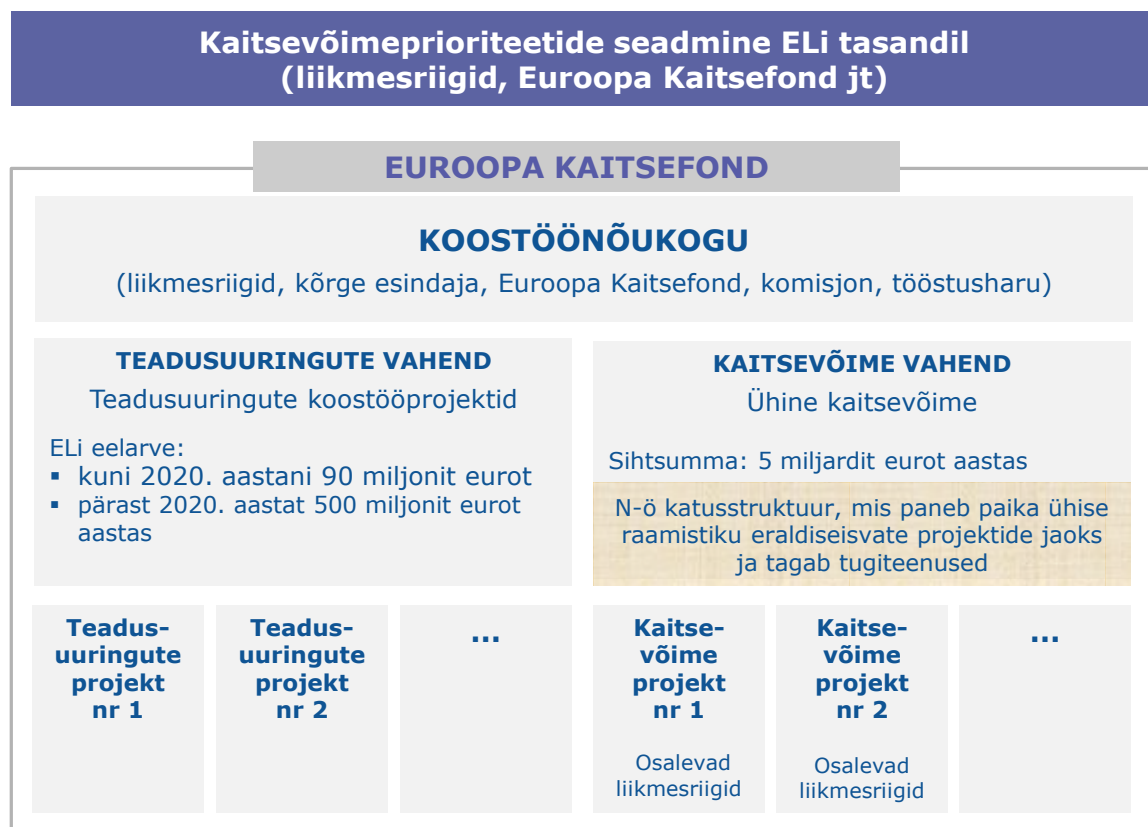 Kaitsevõimeprioriteetide seadmine ELi tasandil
(liikmesriigid, Euroopa Kaitsefond jt)
EUROOPA KAITSEFOND
KOOSTÖÖNÕUKOGU
(liikmesriigid, kõrge esindaja, Euroopa Kaitsefond, komisjon, tööstusharu)
TEADUSUURINGUTE VAHEND
Teadusuuringute koostööprojektid
ELi eelarve:
▪ kuni 2020. aastani 90 miljonit eurot
▪ pärast 2020. aastat 500 miljonit eurot
aastas
KAITSEVÕIME VAHEND
Ühine kaitsevõime
Sihtsumma: 5 miljardit eurot aastas
N-ö katusstruktuur, mis paneb paika ühise
raamistiku eraldiseisvate projektide jaoks
ja tagab tugiteenused
Teadus-
uuringute
projekt
nr 1
Teadus-
uuringute
projekt
nr 2
...
Kaitse-
võime
projekt
nr 1
Osalevad
liikmesriigid
Kaitse-
võime
projekt
nr 2
Osalevad
liikmesriigid
...